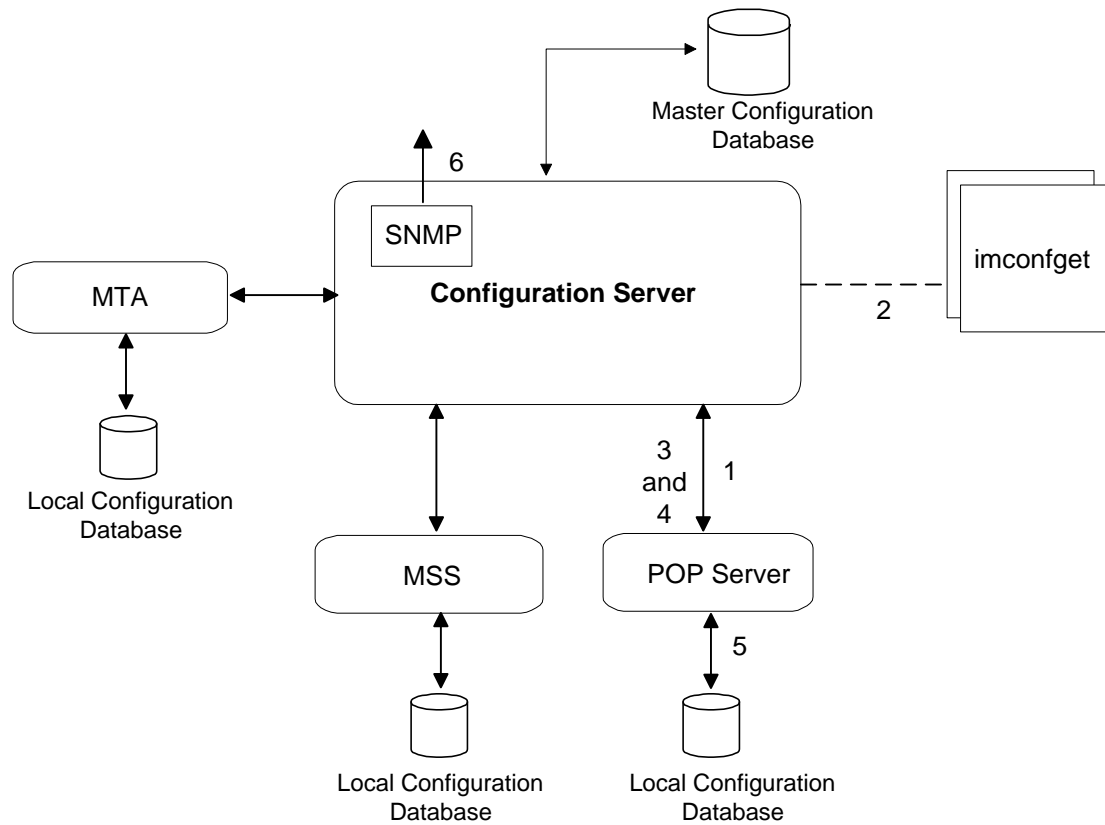 Master Configuration
Database
6
SNMP
Configuration Server
imconfget
2
MTA
Local Configuration
Database
3
and
4
1
MSS
POP Server
5
Local Configuration
Database
Local Configuration
Database